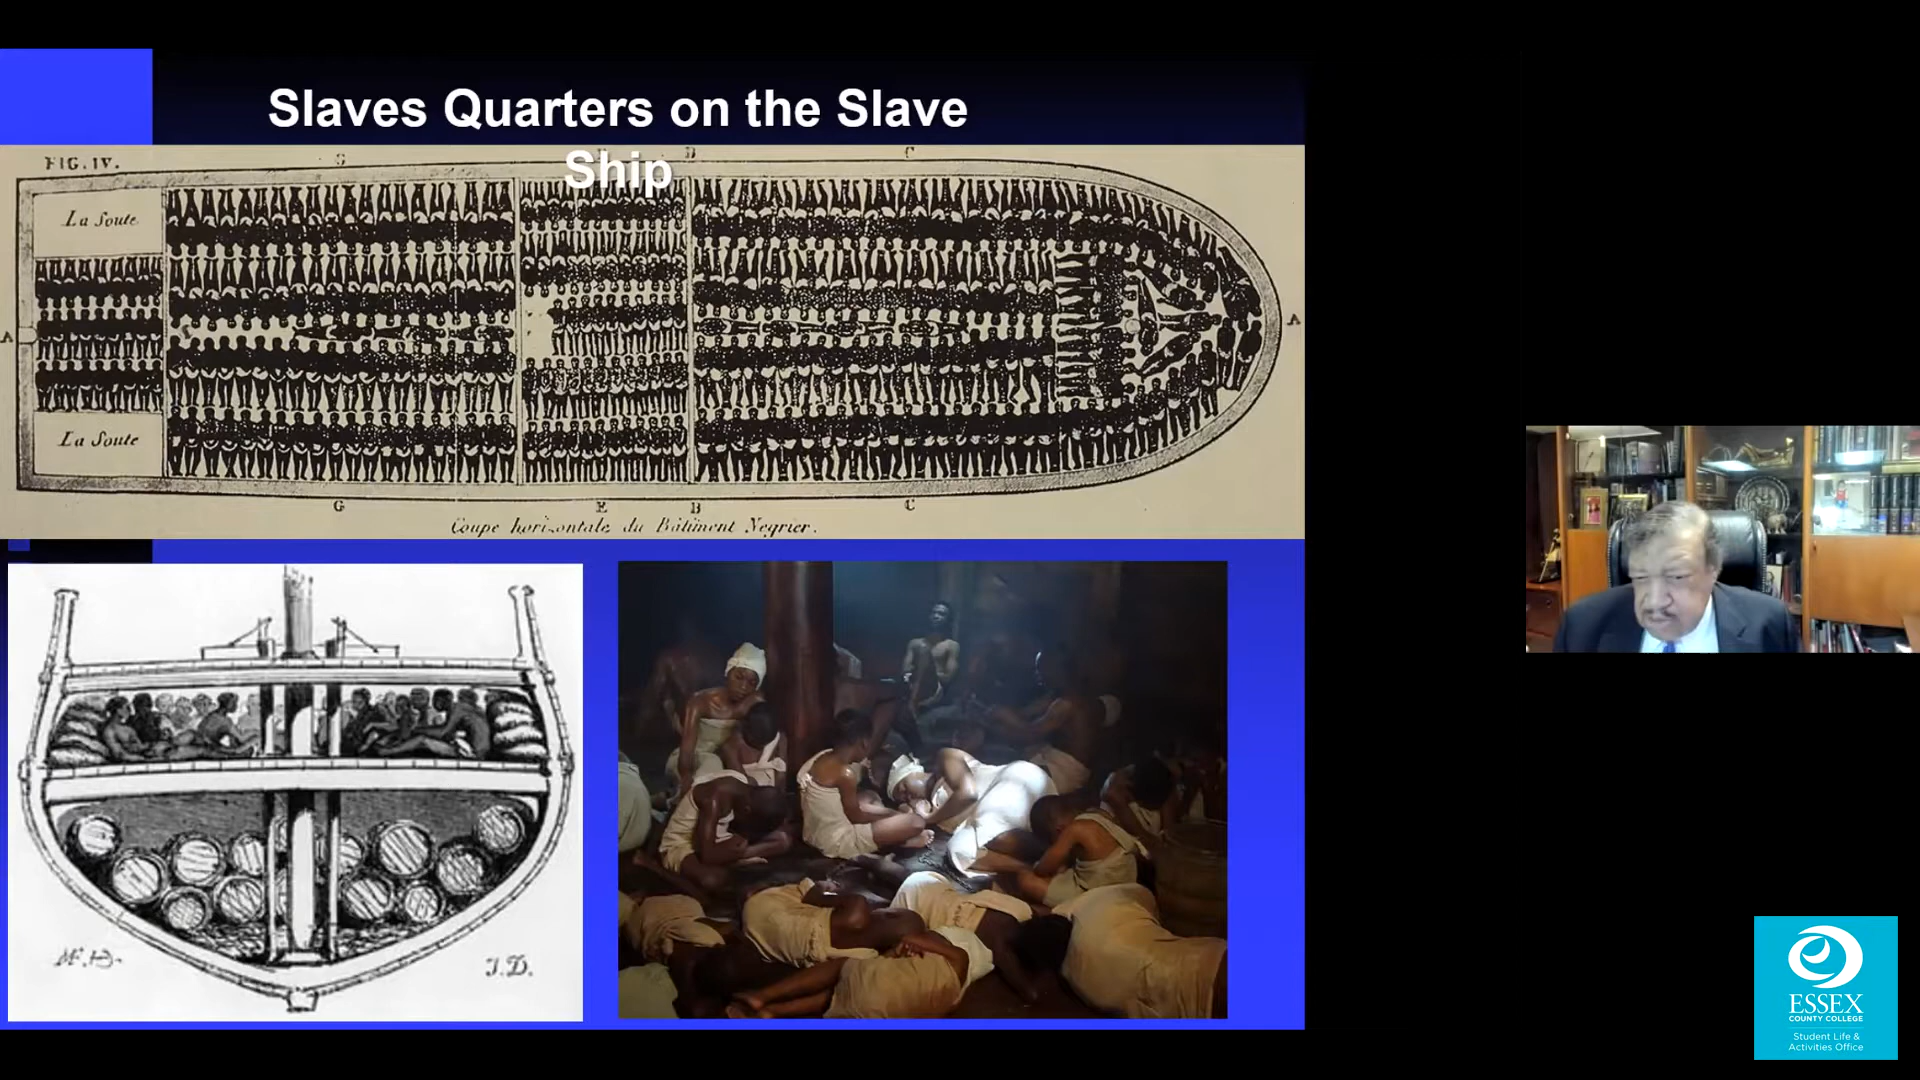 Slaves Quarters on the Slave
Ship
FIG. IV.
G E D C
La Soute
A A
La Soute
G E B C
Coupe horizontale du Bâtiment Negrier.
J.D.
ESSEX
COUNTY COLLEGE
Student Life &
Activities Office